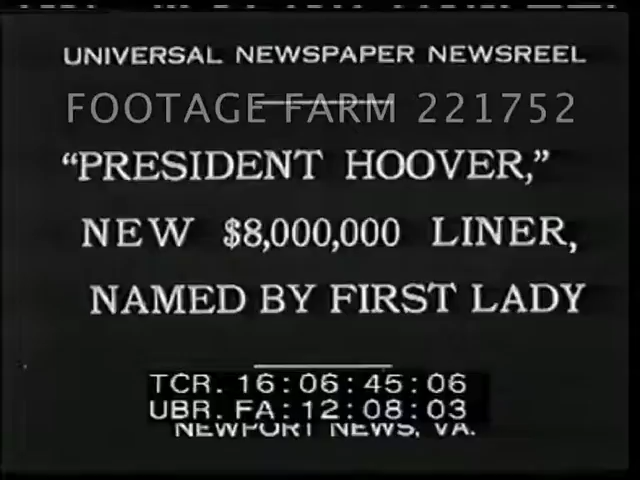 UNIVERSAL NEWSPAPER NEWSREEL
FOOTAGE FARM 221752
"PRESIDENT HOOVER,"
NEW $8,000,000 LINER,
NAMED BY FIRST LADY
TCR. 16:06:45:06
UBR. FA:12:08:03
NEWPORT NEWS, VA.